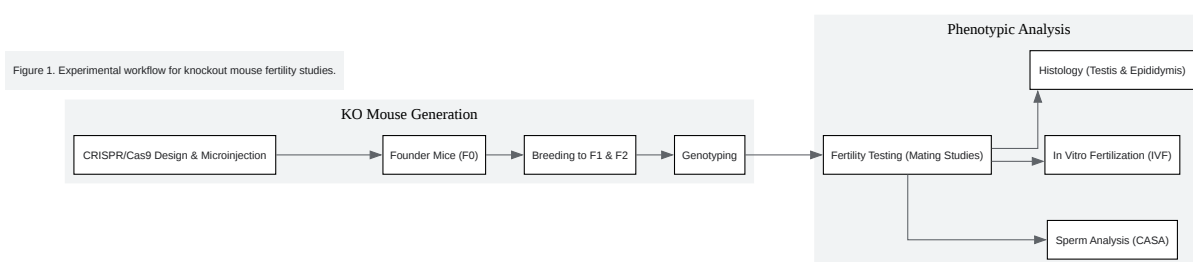 Figure 1. Experimental workflow for knockout mouse fertility studies.
KO Mouse Generation
CRISPR/Cas9 Design & Microinjection
Founder Mice (F0)
Breeding to F1 & F2
Genotyping
Phenotypic Analysis
Fertility Testing (Mating Studies)
Histology (Testis & Epididymis)
In Vitro Fertilization (IVF)
Sperm Analysis (CASA)